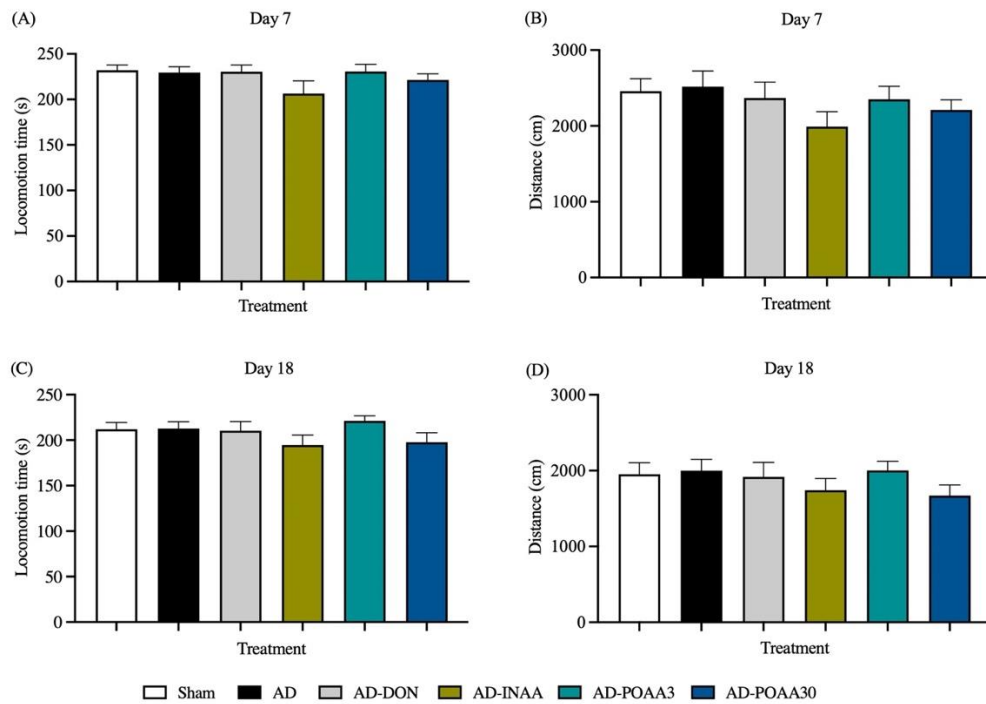 (A)
Day 7
Locomotion time (s)
250
200
150
100
50
0
Treatment
(B)
Day 7
Distance (cm)
3000
2000
1000
0
Treatment
(C)
Day 18
Locomotion time (s)
250
200
150
100
50
0
Treatment
(D)
Day 18
Distance (cm)
3000
2000
1000
0
Treatment
Sham AD AD-DON AD-INAA AD-POAA3 AD-POAA30